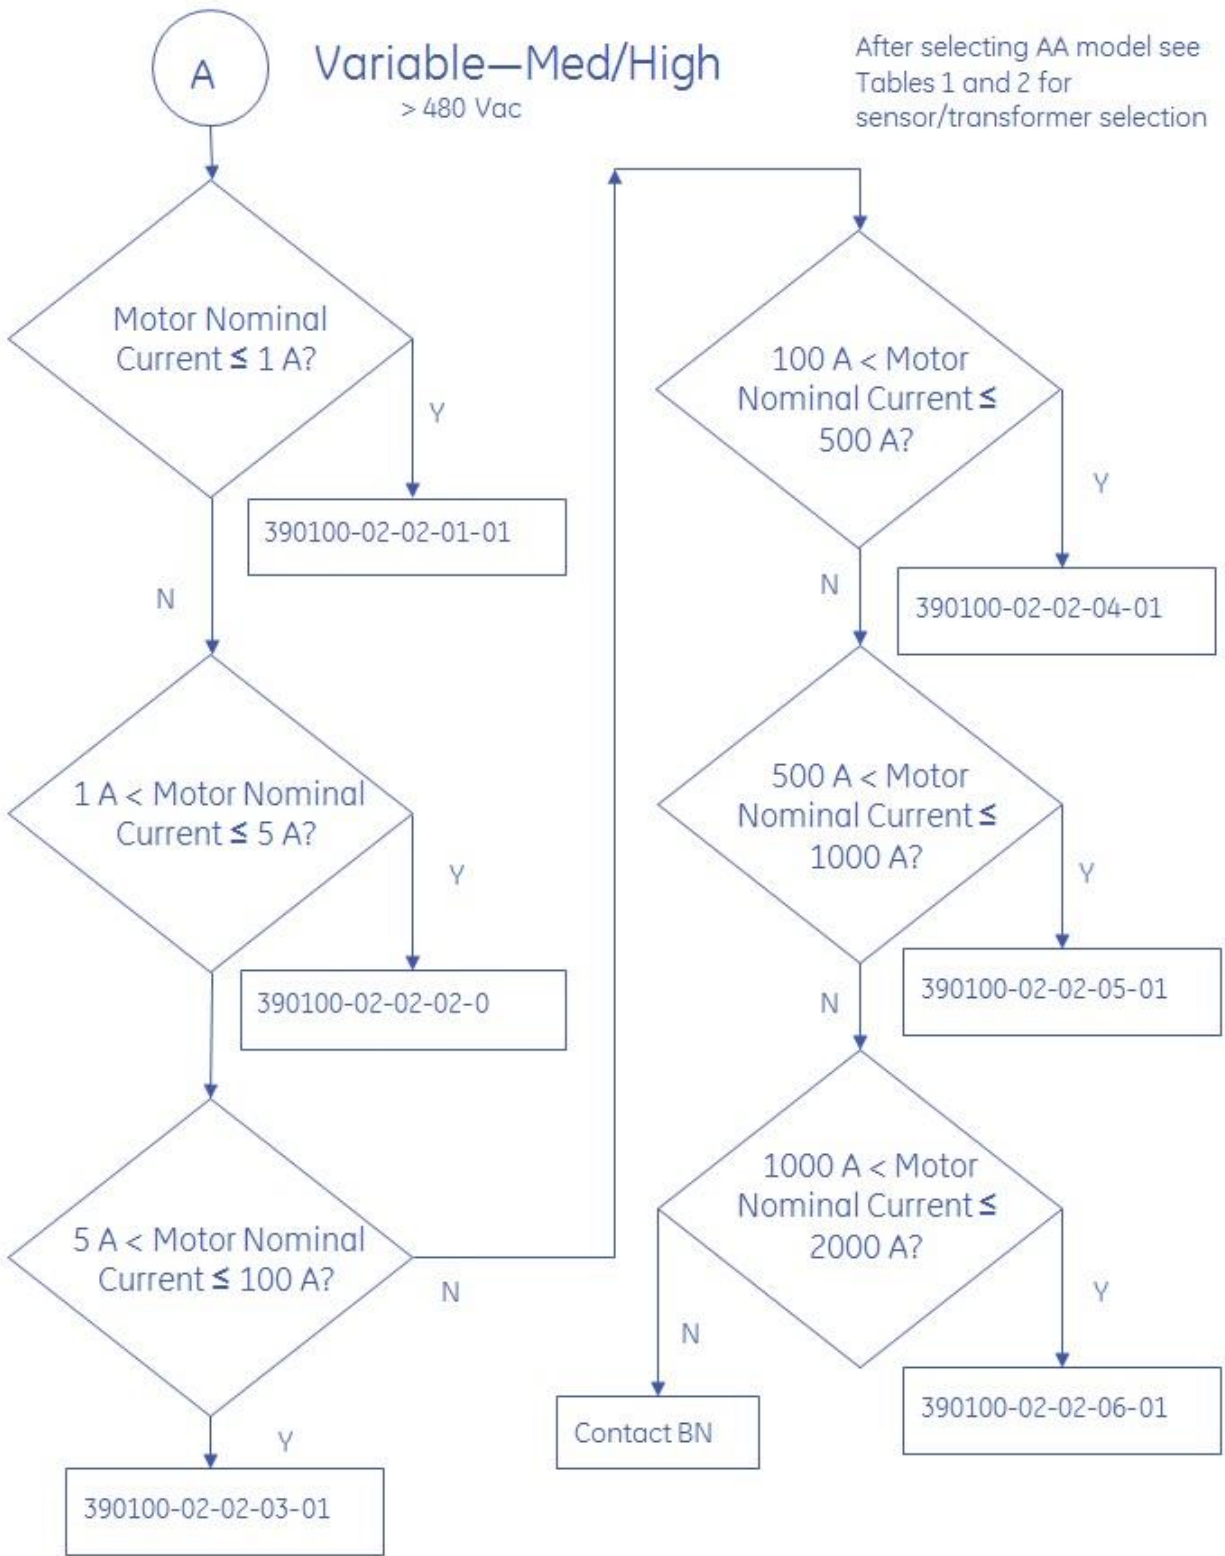 A
Variable—Med/High
> 480 Vac
After selecting AA model see
Tables 1 and 2 for
sensor/transformer selection
Motor Nominal
Current ≤ 1 A?
Y
390100-02-02-01-01
N
1 A < Motor Nominal
Current ≤ 5 A?
Y
390100-02-02-02-0
5 A < Motor Nominal
Current ≤ 100 A?
N
Y
390100-02-02-03-01
100 A < Motor
Nominal Current ≤
500 A?
Y
390100-02-02-04-01
N
500 A < Motor
Nominal Current ≤
1000 A?
Y
390100-02-02-05-01
N
1000 A < Motor
Nominal Current ≤
2000 A?
Y
N
390100-02-02-06-01
Contact BN